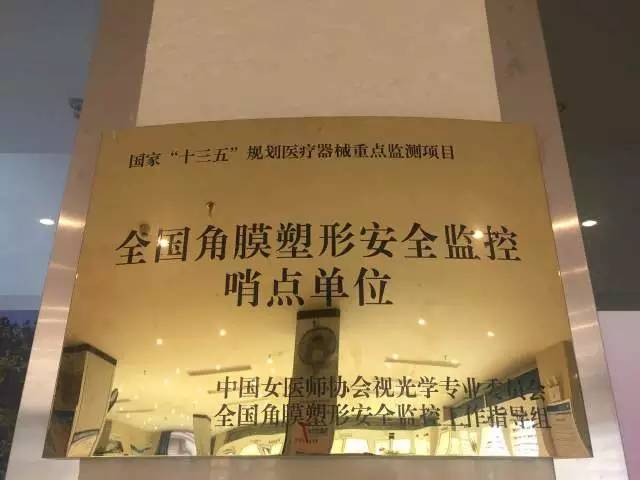 国家“十三五”规划医疗器械重点监测项目
全国角膜塑形安全监控
哨点单位
中国女医师协会视光学专业委员会
全国角膜塑形安全监控工作指导组